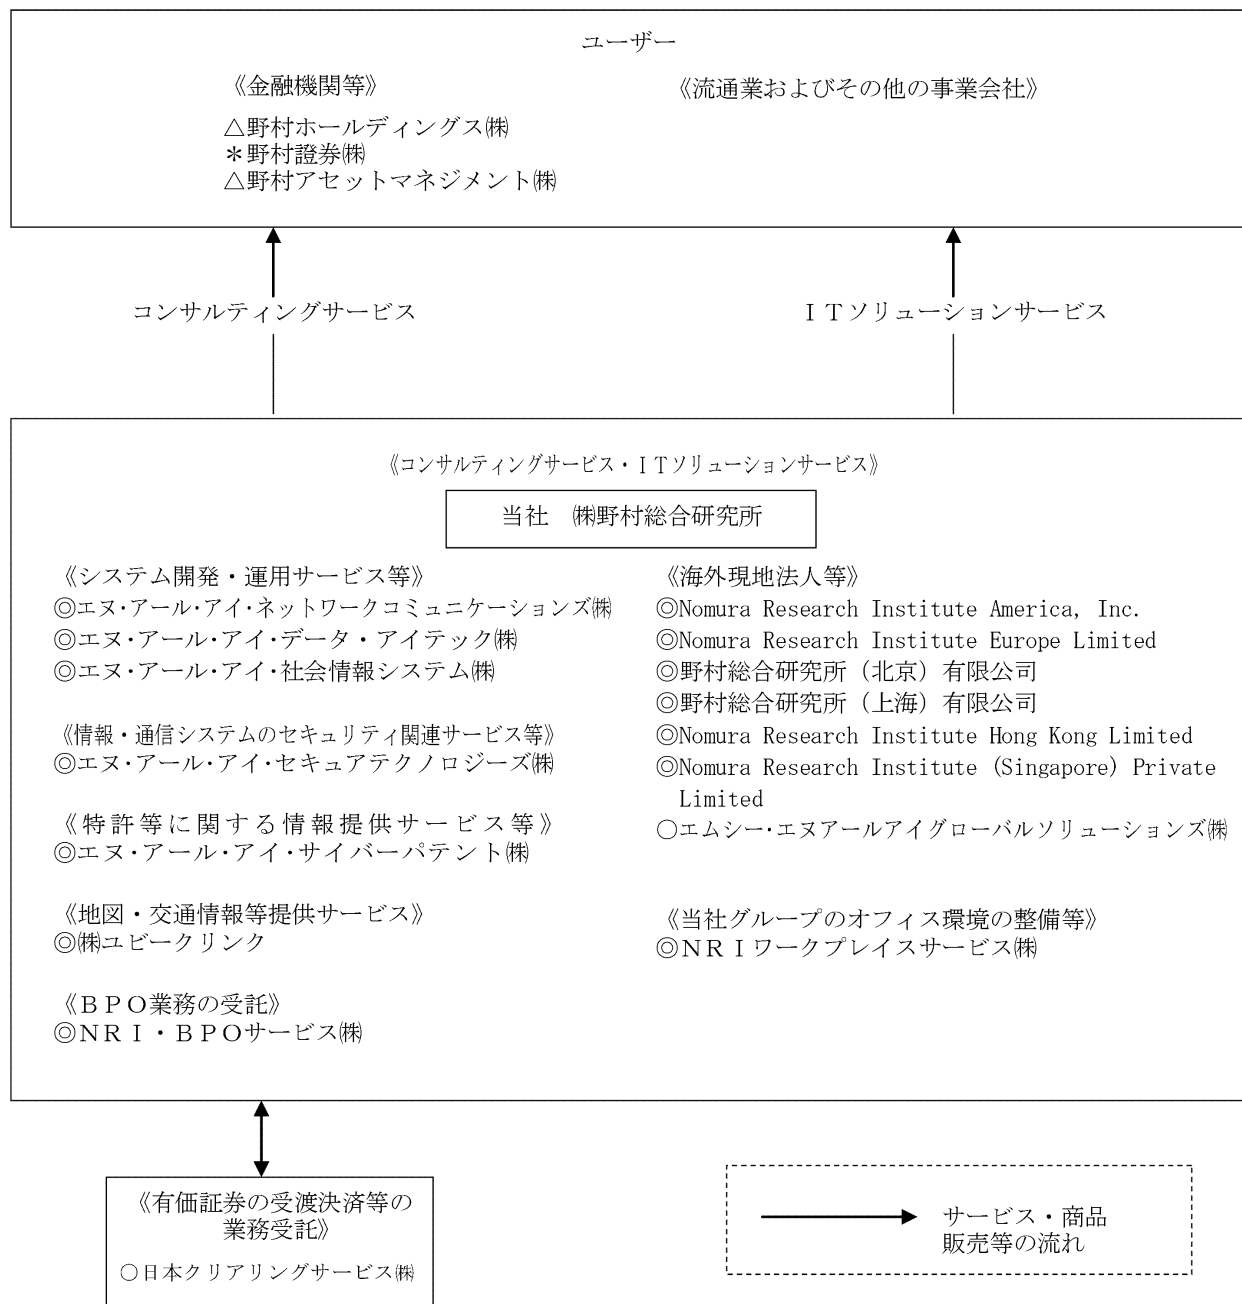 ユーザー
《金融機関等》
△野村ホールディングス㈱
＊野村證券㈱
△野村アセットマネジメント㈱
《流通業およびその他の事業会社》
コンサルティングサービス
ＩＴソリューションサービス
《コンサルティングサービス・ＩＴソリューションサービス》
当社　㈱野村総合研究所
《システム開発・運用サービス等》
◎エヌ・アール・アイ・ネットワークコミュニケーションズ㈱
◎エヌ・アール・アイ・データ・アイテック㈱
◎エヌ・アール・アイ・社会情報システム㈱
《情報・通信システムのセキュリティ関連サービス等》
◎エヌ・アール・アイ・セキュアテクノロジーズ㈱
《特許等に関する情報提供サービス等》
◎エヌ・アール・アイ・サイバーパテント㈱
《地図・交通情報等提供サービス》
◎㈱ユビークリンク
《ＢＰＯ業務の受託》
◎ＮＲＩ・ＢＰＯサービス㈱
《海外現地法人等》
◎Nomura Research Institute America, Inc.
◎Nomura Research Institute Europe Limited
◎野村総合研究所（北京）有限公司
◎野村総合研究所（上海）有限公司
◎Nomura Research Institute Hong Kong Limited
◎Nomura Research Institute (Singapore) Private
Limited
○エムシー・エヌアールアイグローバルソリューションズ㈱
《当社グループのオフィス環境の整備等》
◎ＮＲＩワークプレイスサービス㈱
《有価証券の受渡決済等の
業務受託》
○日本クリアリングサービス㈱
サービス・商品
販売等の流れ